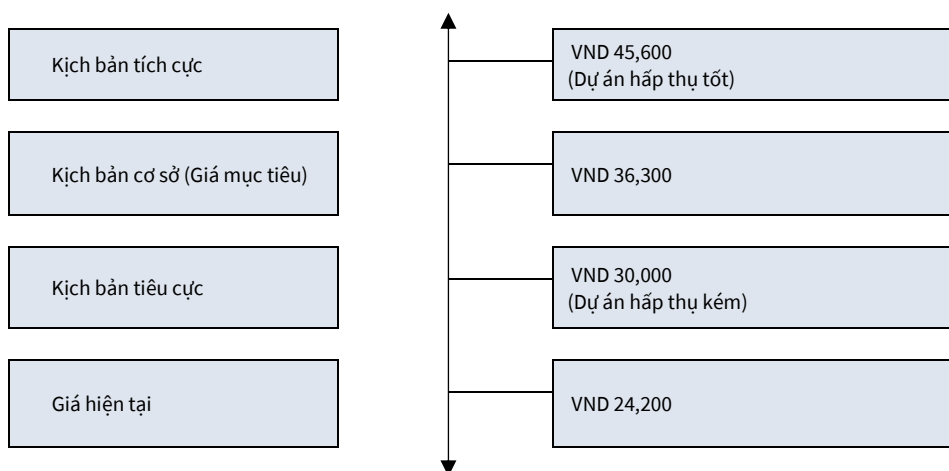 Kịch bản tích cực
VND 45,600
(Dự án hấp thụ tốt)
Kịch bản cơ sở (Giá mục tiêu)
VND 36,300
Kịch bản tiêu cực
VND 30,000
(Dự án hấp thụ kém)
Giá hiện tại
VND 24,200